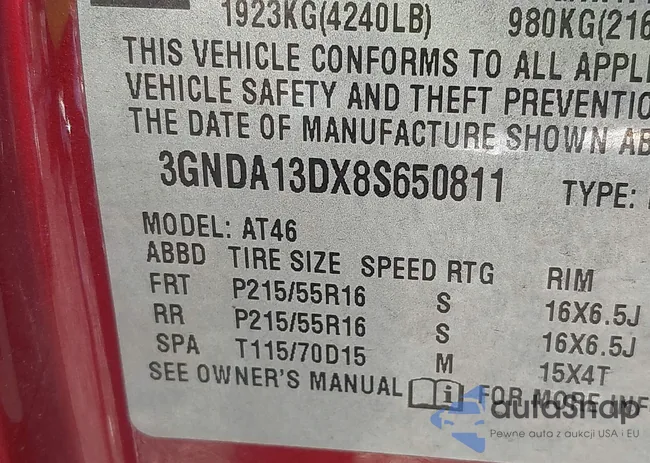 1923KG(4240LB) 980KG(216
THIS VEHICLE CONFORMS TO ALL APPLI
VEHICLE SAFETY AND THEFT PREVENTIO
THE DATE OF MANUFACTURE SHOWN AB
3GNDA13DX8S650811 TYPE:
MODEL: AT46
ABBD TIRE SIZE SPEED RTG RIM
FRT P215/55R16 S 16X6.5J
RR P215/55R16 S 16X6.5J
SPA T115/70D15 M 15X4T
SEE OWNER'S MANUAL i FOR MORE INF
autaShop
Pewne auta z aukcji USA i EU